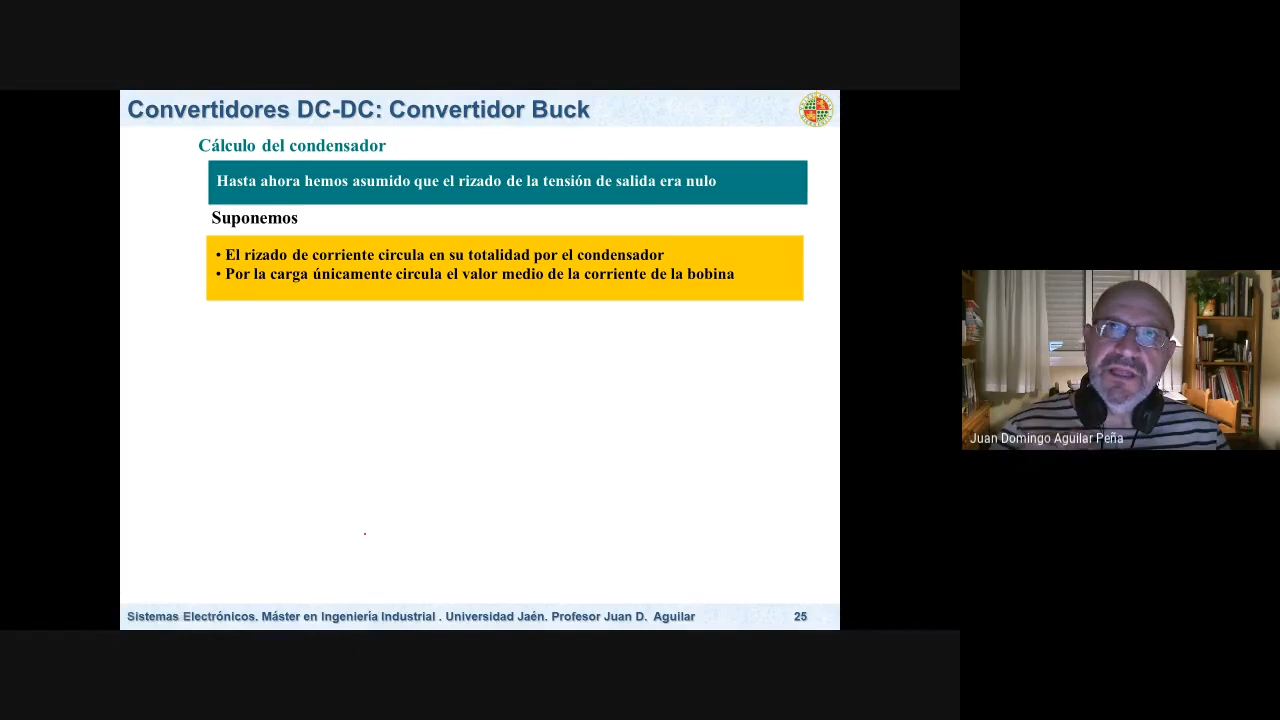 Convertidores DC-DC: Convertidor Buck
Cálculo del condensador
Hasta ahora hemos asumido que el rizado de la tensión de salida era nulo
Suponemos
• El rizado de corriente circula en su totalidad por el condensador
• Por la carga únicamente circula el valor medio de la corriente de la bobina
Juan Domingo Aguilar Peña
Sistemas Electrónicos. Máster en Ingeniería Industrial . Universidad Jaén. Profesor Juan D. Aguilar
25